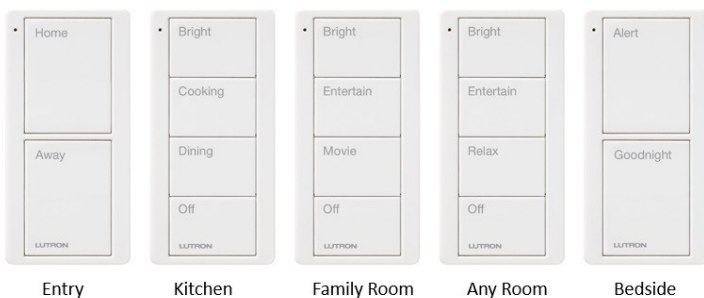 Home
Away
LUTRON
Entry
Bright
Cooking
Dining
Off
LUTRON
Kitchen
Bright
Entertain
Movie
Off
LUTRON
Family Room
Bright
Entertain
Relax
Off
LUTRON
Any Room
Alert
Goodnight
LUTRON
Bedside